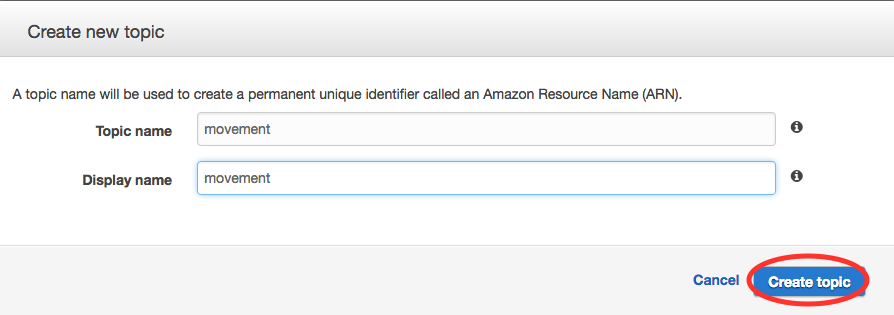 Create new topic
A topic name will be used to create a permanent unique identifier called an Amazon Resource Name (ARN).
Topic name movement
Display name movement
Cancel Create topic